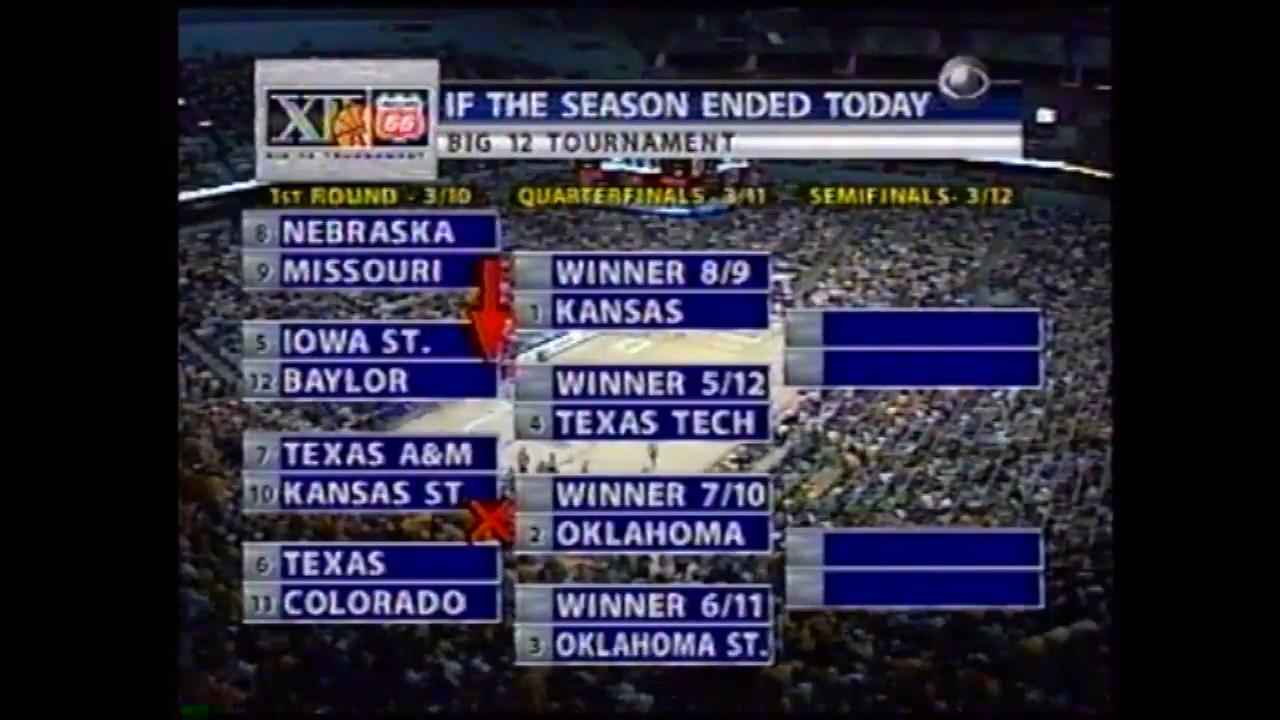 XII
66
BIG 12 TOURNAMENT
IF THE SEASON ENDED TODAY
BIG 12 TOURNAMENT
1ST ROUND - 3/10
QUARTERFINALS - 3/11
SEMIFINALS- 3/12
8 NEBRASKA
9 MISSOURI
WINNER 8/9
1 KANSAS
5 IOWA ST.
12 BAYLOR
WINNER 5/12
4 TEXAS TECH
7 TEXAS A&M
10 KANSAS ST.
WINNER 7/10
2 OKLAHOMA
6 TEXAS
11 COLORADO
WINNER 6/11
3 OKLAHOMA ST.